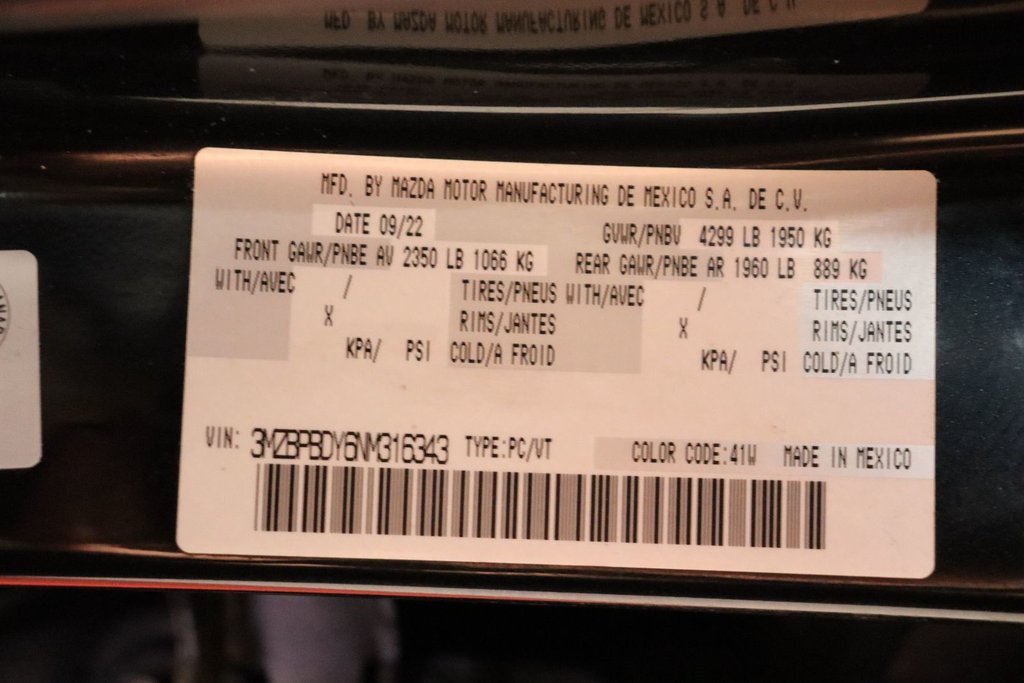 MFD. BY MAZDA MOTOR MANUFACTURING DE MEXICO S.A. DE C.V.
DATE 09/22 GVWR/PNBV 4299 LB 1950 KG
FRONT GAWR/PNBE AV 2350 LB 1066 KG REAR GAWR/PNBE AR 1960 LB 889 KG
WITH/AVEC / TIRES/PNEUS WITH/AVEC / TIRES/PNEUS
X RIMS/JANTES X RIMS/JANTES
KPA/ PSI COLD/A FROID KPA/ PSI COLD/A FROID
VIN: 3MZBPBDY6NM316343 TYPE:PC/VT COLOR CODE:41W MADE IN MEXICO